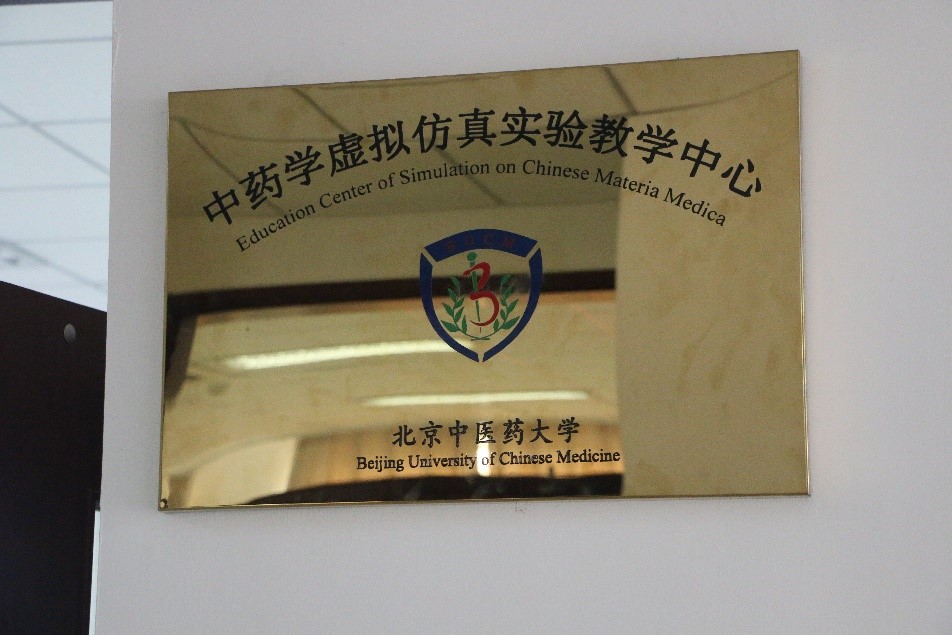 中药学虚拟仿真实验教学中心
Education Center of Simulation on Chinese Materia Medica
BUCM
北京中医药大学
Beijing University of Chinese Medicine